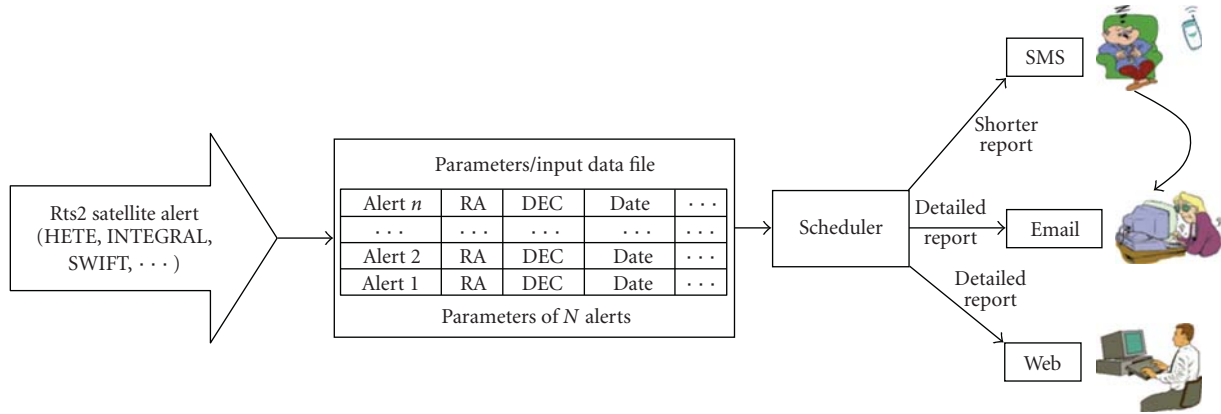 Rts2 satellite alert
(HETE, INTEGRAL,
SWIFT, · · · )
Parameters/input data file
Alert n RA DEC Date · · ·
· · · · · · · · · · · · · · ·
Alert 2 RA DEC Date · · ·
Alert 1 RA DEC Date · · ·
Parameters of N alerts
Scheduler
Shorter
report
SMS
Detailed
report
Email
Detailed
report
Web